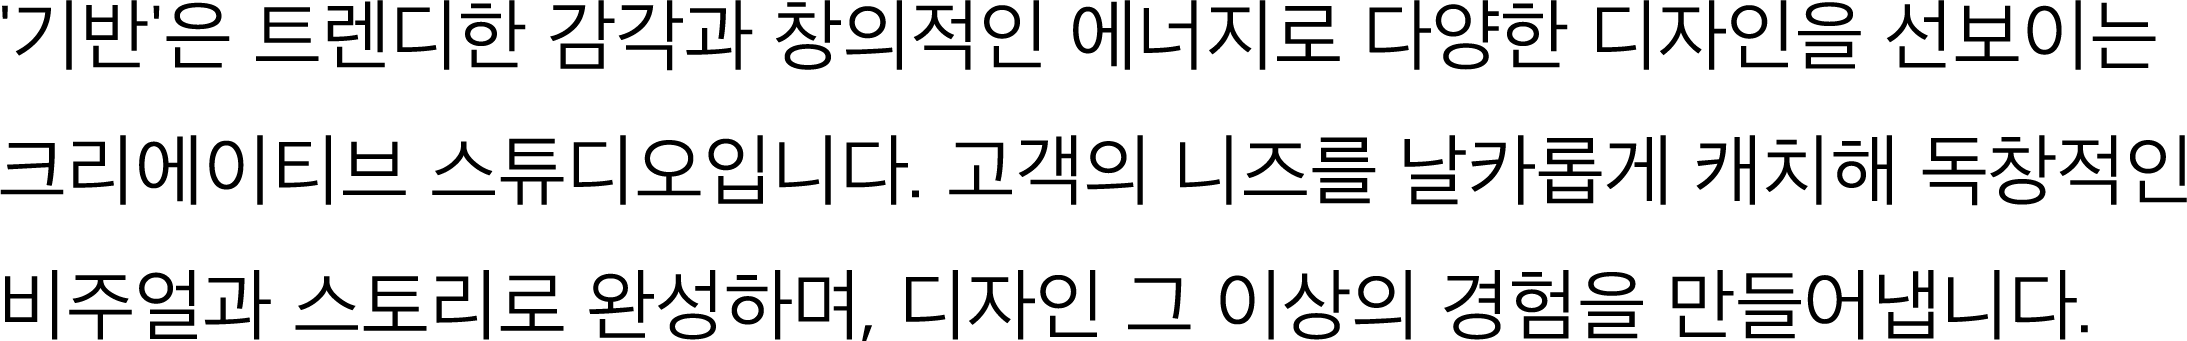 '기반'은 트렌디한 감각과 창의적인 에너지로 다양한 디자인을 선보이는
크리에이티브 스튜디오입니다. 고객의 니즈를 날카롭게 캐치해 독창적인
비주얼과 스토리로 완성하며, 디자인 그 이상의 경험을 만들어냅니다.